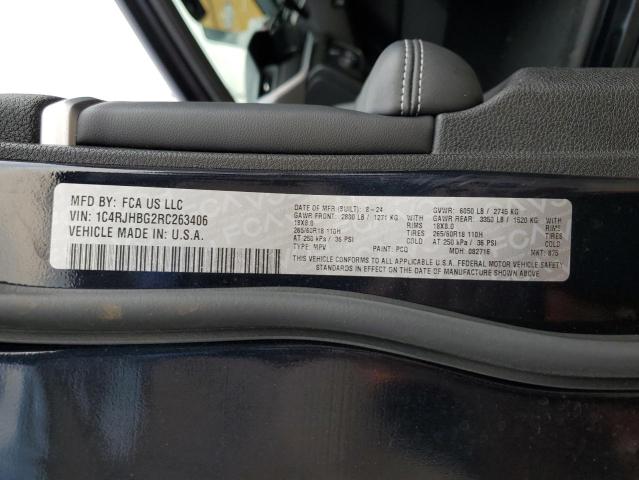 MFD BY: FCA US LLC
VIN: 1C4RJHBG2RC263406
VEHICLE MADE IN: U.S.A.
DATE OF MFR (BUILT): 8-24 GVWR: 6050 LB / 2745 KG
GAWR FRONT: 2800 LB / 1271 KG WITH GAWR REAR: 3350 LB / 1520 KG WITH
18X8.0 RIMS 18X8.0 RIMS
265/60R18 110H TIRES 265/60R18 110H TIRES
AT 250 kPa / 36 PSI AT 250 kPa / 36 PSI
TYPE: MPV PAINT: PCQ MDH: 082716 MKT: 875
THIS VEHICLE CONFORMS TO ALL APPLICABLE U.S.A. FEDERAL MOTOR VEHICLE SAFETY
STANDARDS IN EFFECT ON THE DATE OF MANUFACTURE SHOWN ABOVE